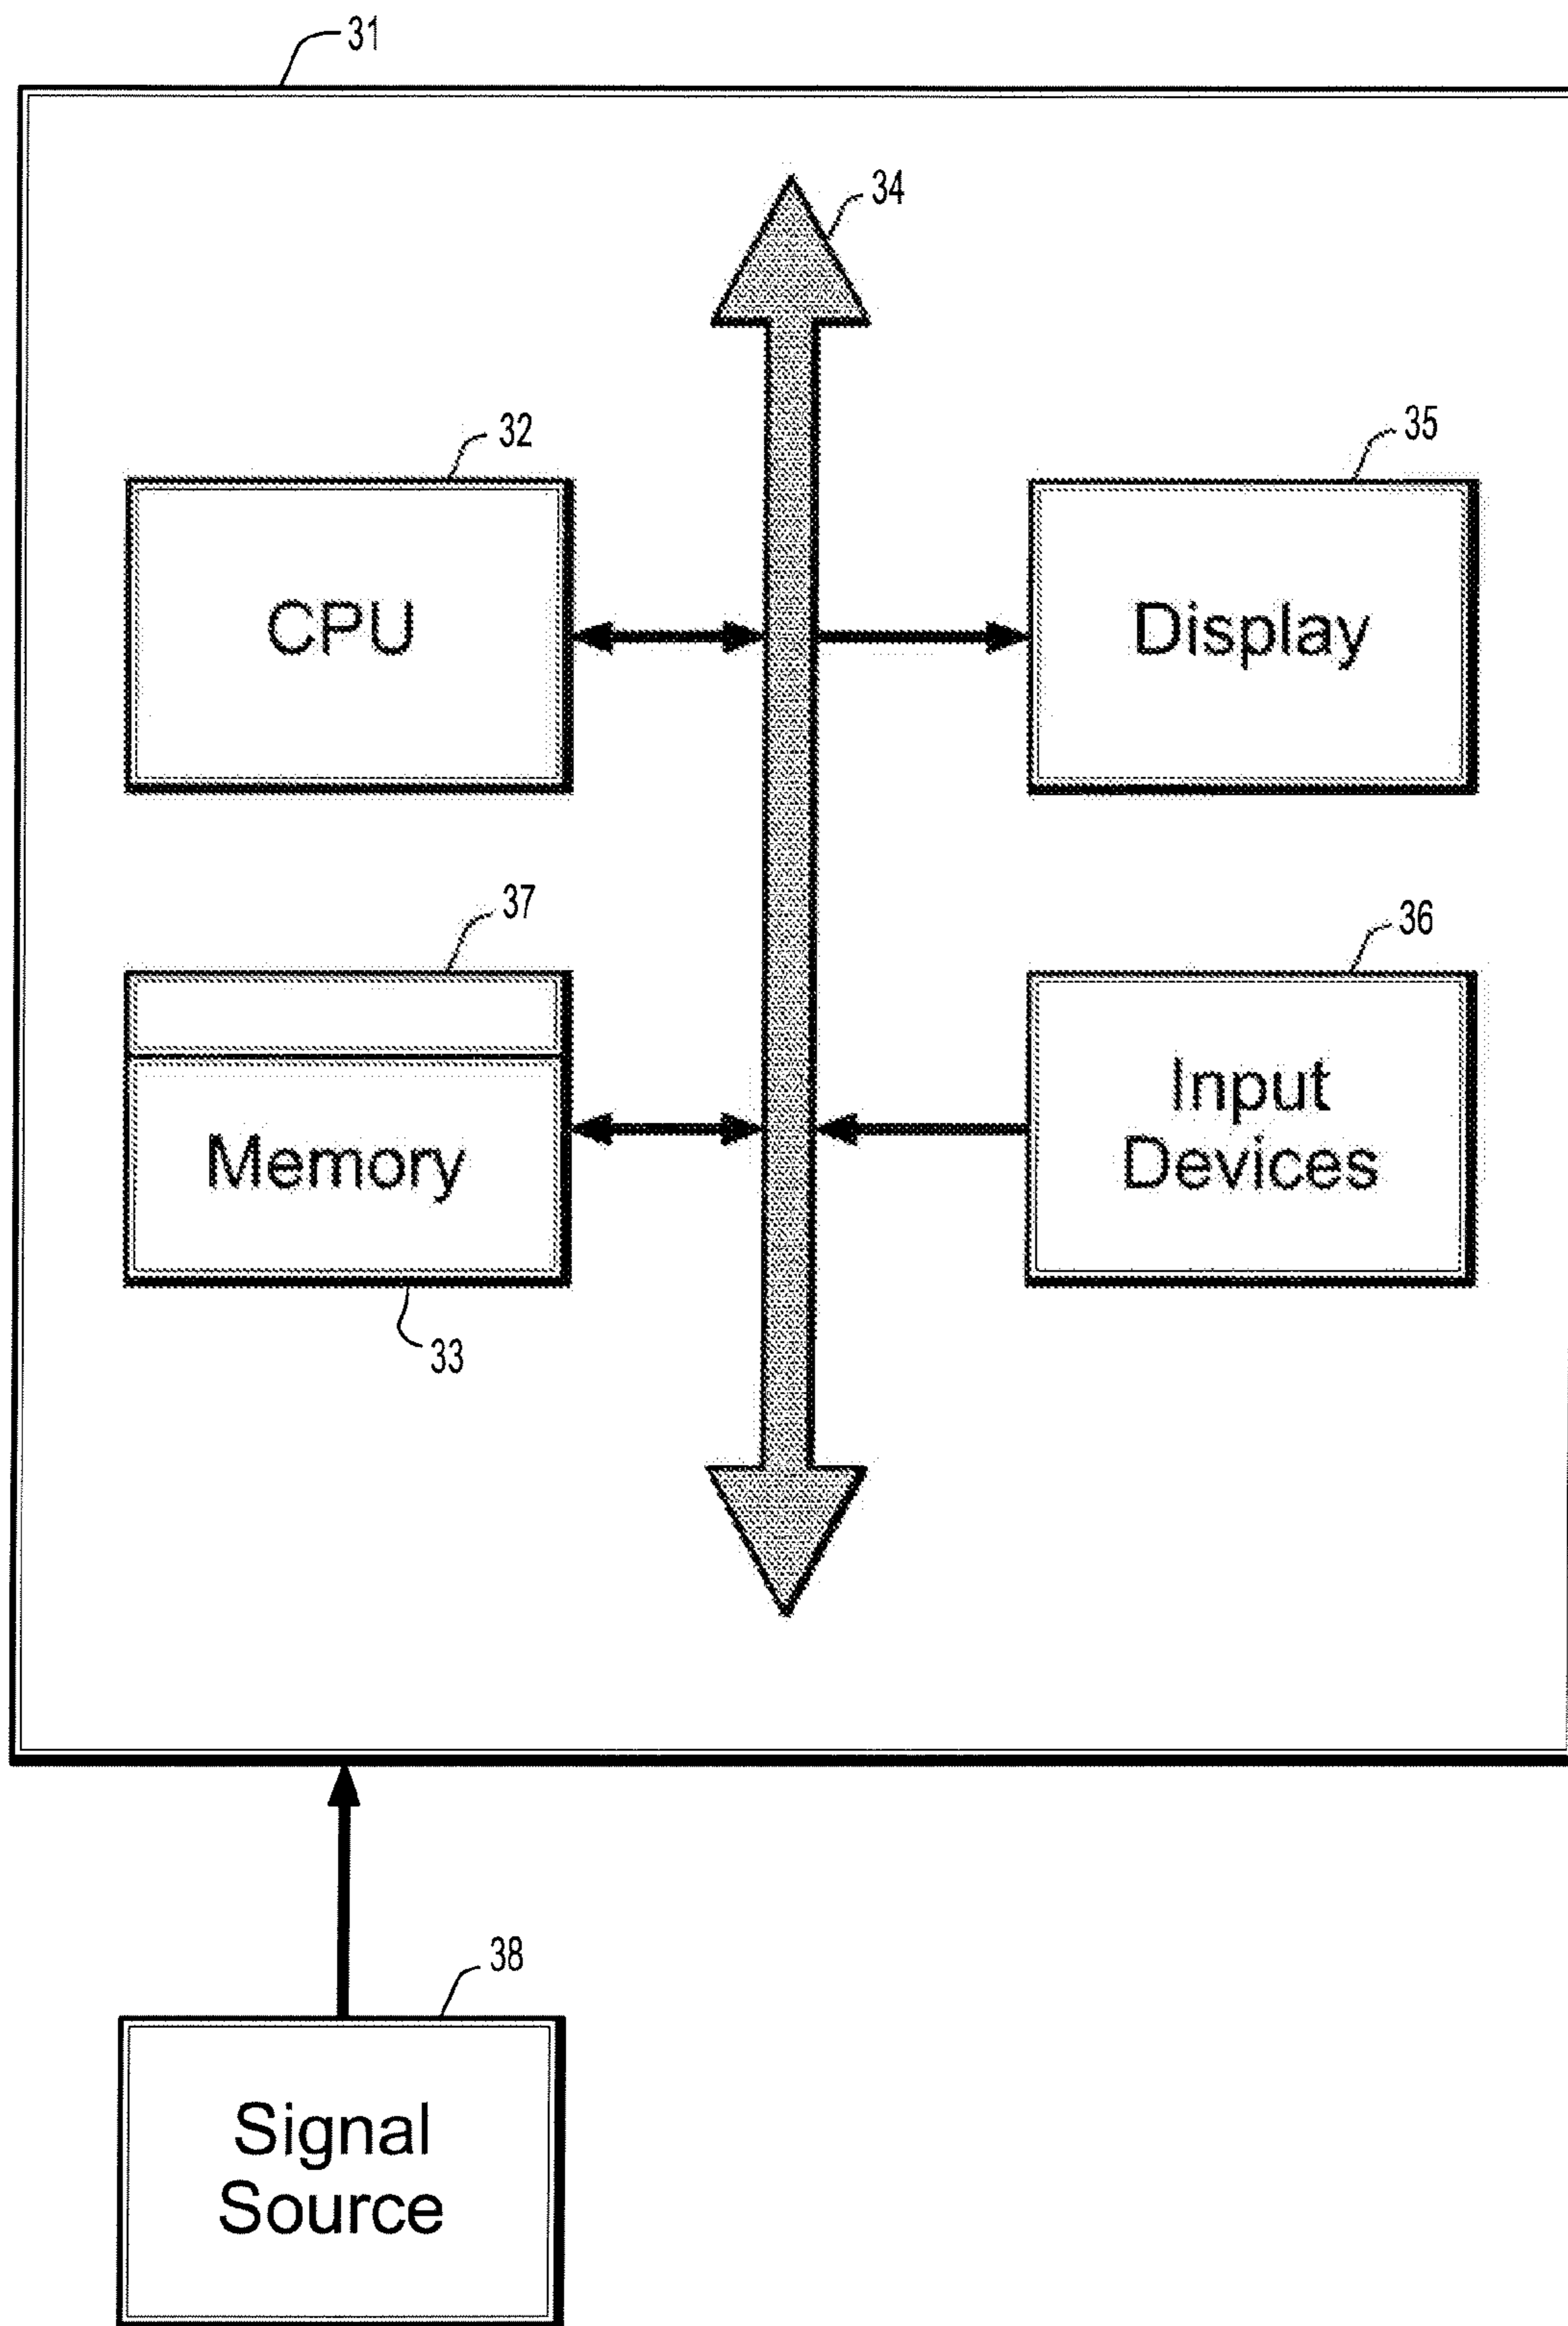 31
34
32
35
CPU
Display
37
36
Memory
Input
Devices
33
38
Signal
Source